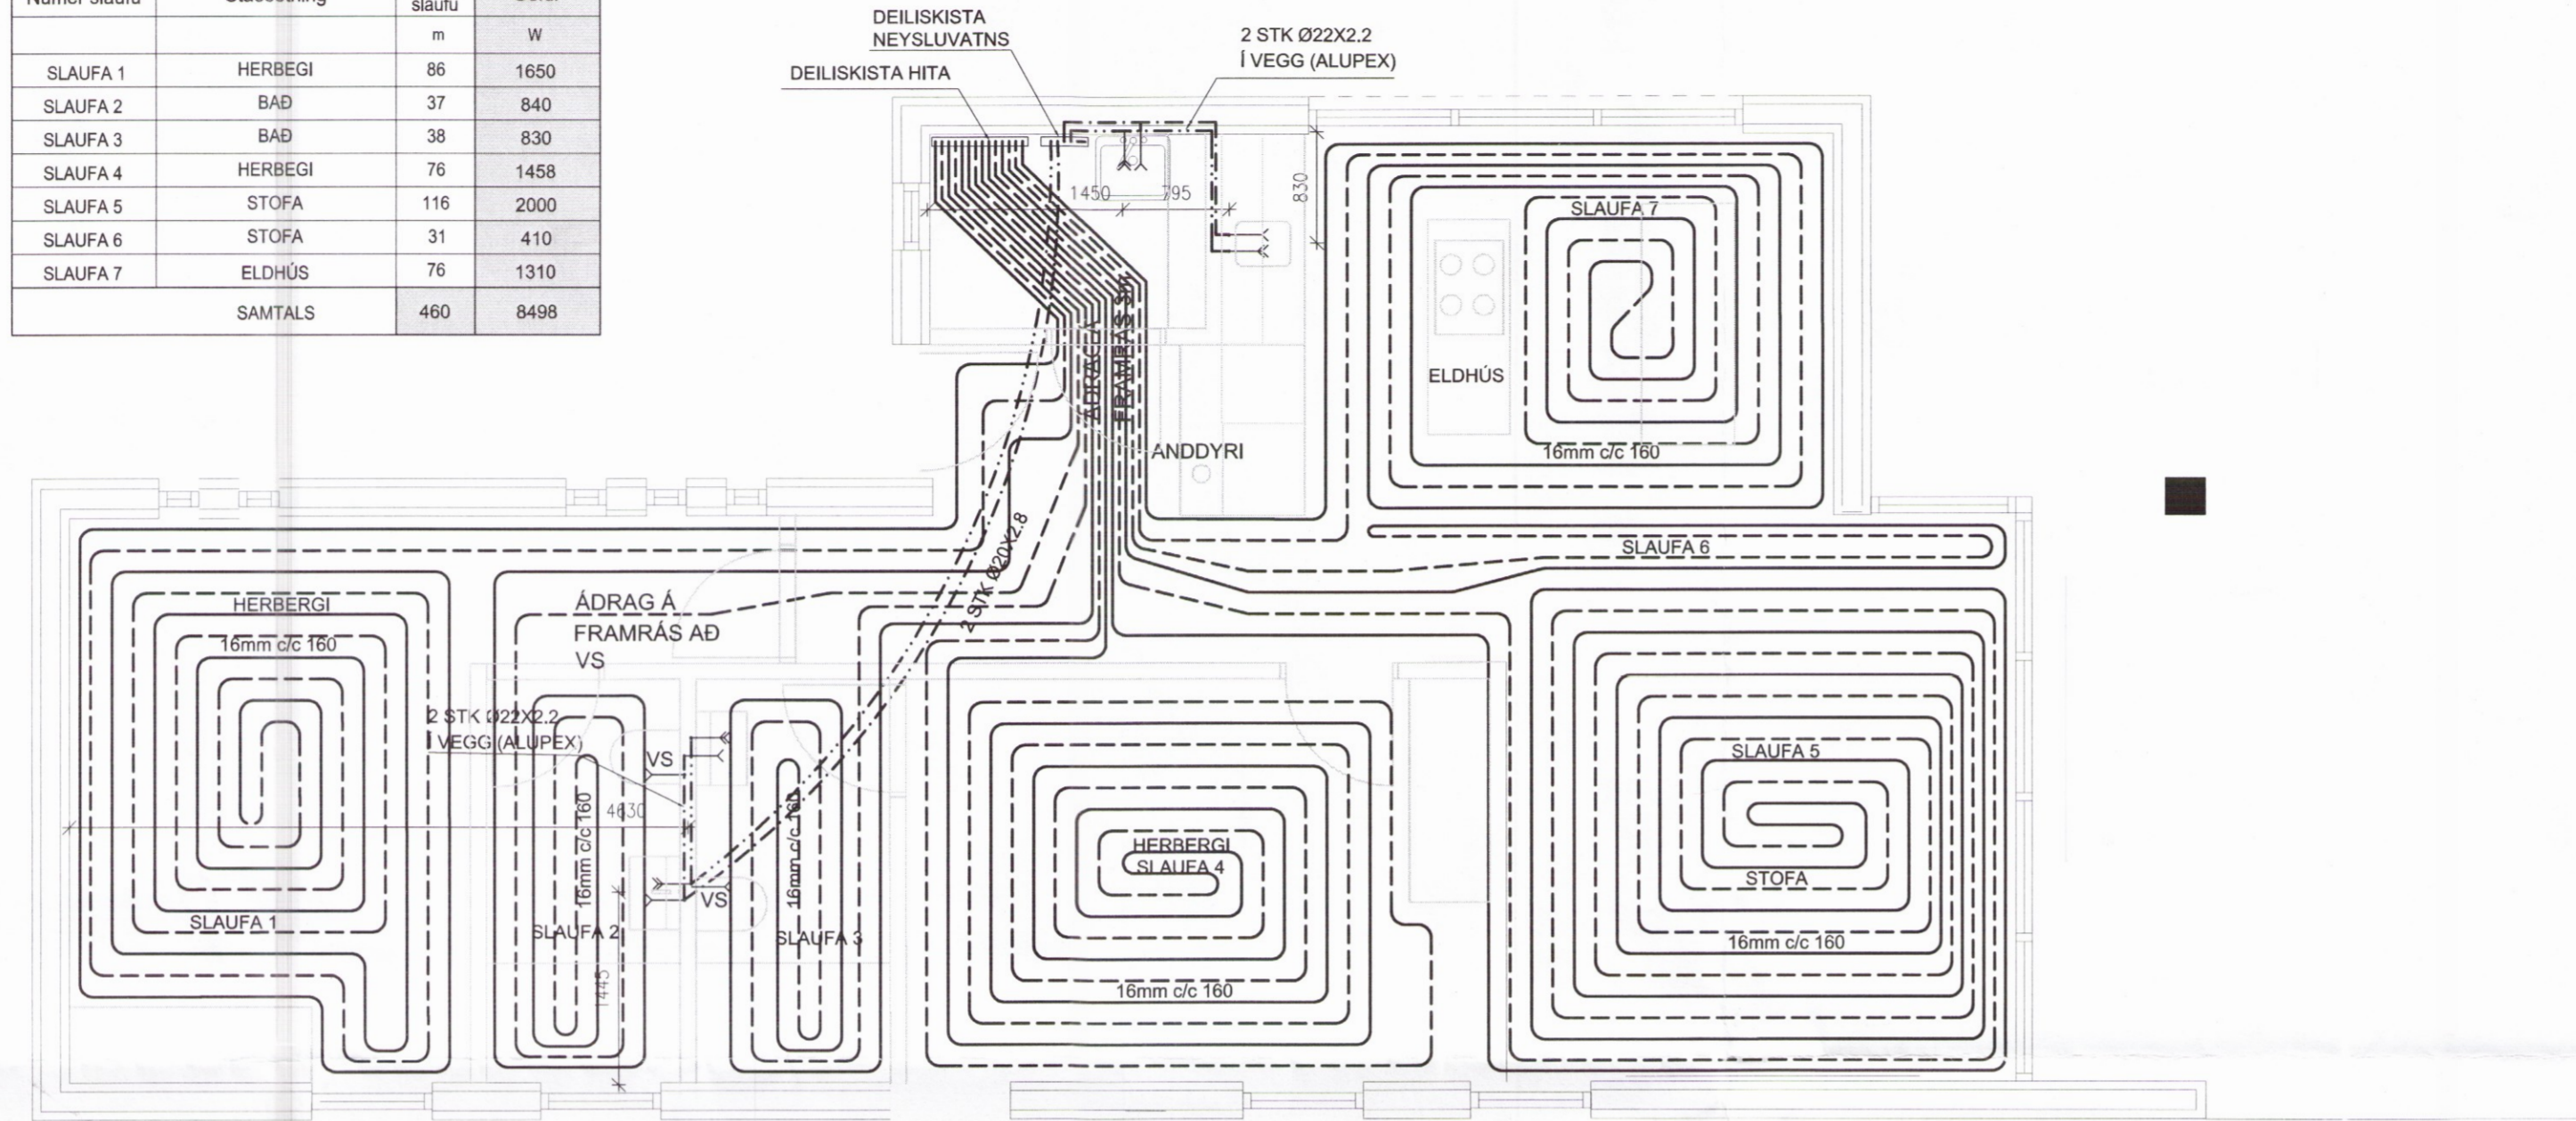 slaufu
m W
SLAUFA 1 HERBEGI 86 1650
SLAUFA 2 BAÐ 37 840
SLAUFA 3 BAÐ 38 830
SLAUFA 4 HERBEGI 76 1458
SLAUFA 5 STOFA 116 2000
SLAUFA 6 STOFA 31 410
SLAUFA 7 ELDHÚS 76 1310
SAMTALS 460 8498
DEILISKISTA
NEYSLUVATNS
DEILISKISTA HITA
2 STK Ø22X2.2
Í VEGG (ALUPEX)
1450
795
830
SLAUFA 7
ELDHÚS
16mm c/c 160
ANDDYRI
SLAUFA 6
2 STK Ø20X2.8
HERBERGI
16mm c/c 160
SLAUFA 1
ÁDRAG Á
FRAMRÁS AÐ
VS
2 STK Ø22X2.2
Í VEGG (ALUPEX)
VS
4630
16mm c/c 160
SLAUFA 2
1445
VS
16mm c/c 160
SLAUFA 3
HERBERGI
SLAUFA 4
16mm c/c 160
SLAUFA 5
STOFA
16mm c/c 160